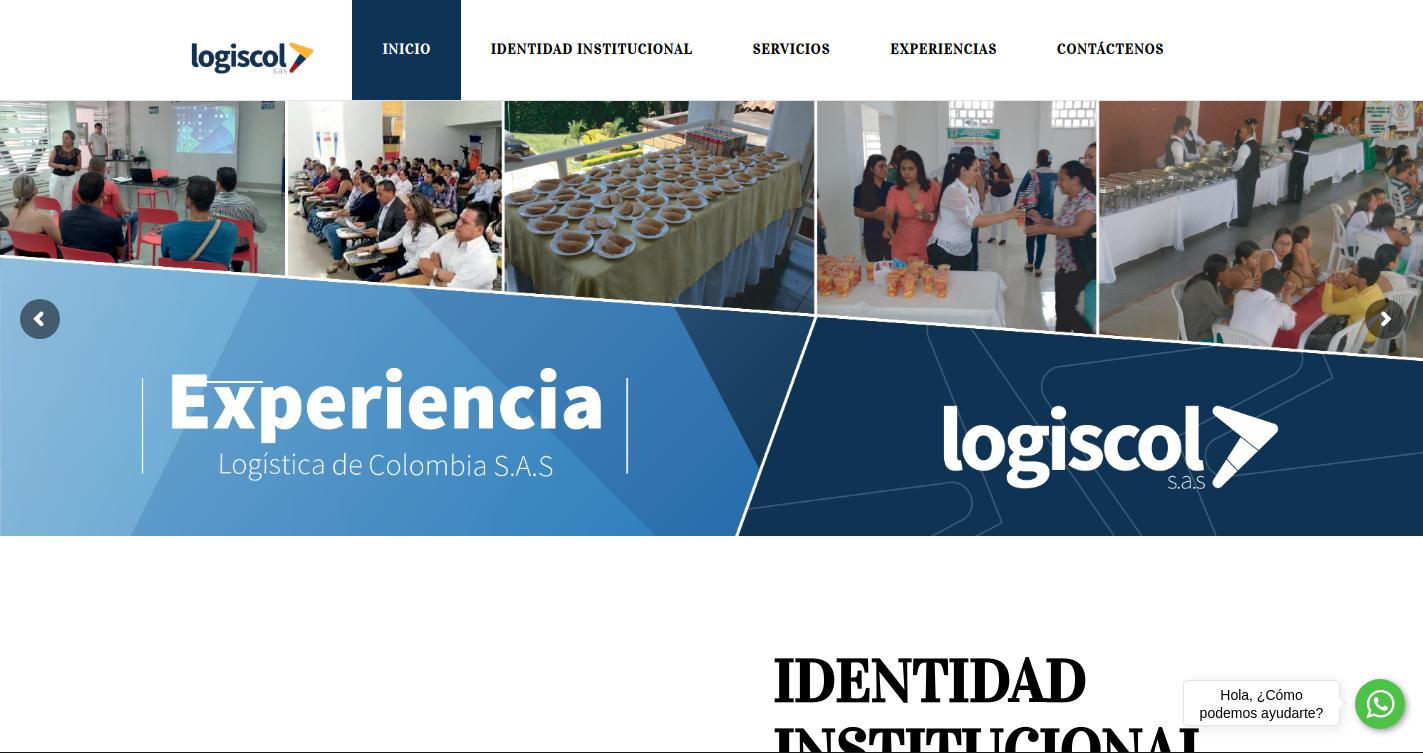 logiscol
s.a.s
INICIO
IDENTIDAD INSTITUCIONAL
SERVICIOS
EXPERIENCIAS
CONTÁCTENOS
Experiencia
Logística de Colombia S.A.S
logiscol
s.a.s
IDENTIDAD
INSTITUCIONAL
Hola, ¿Cómo
podemos ayudarte?